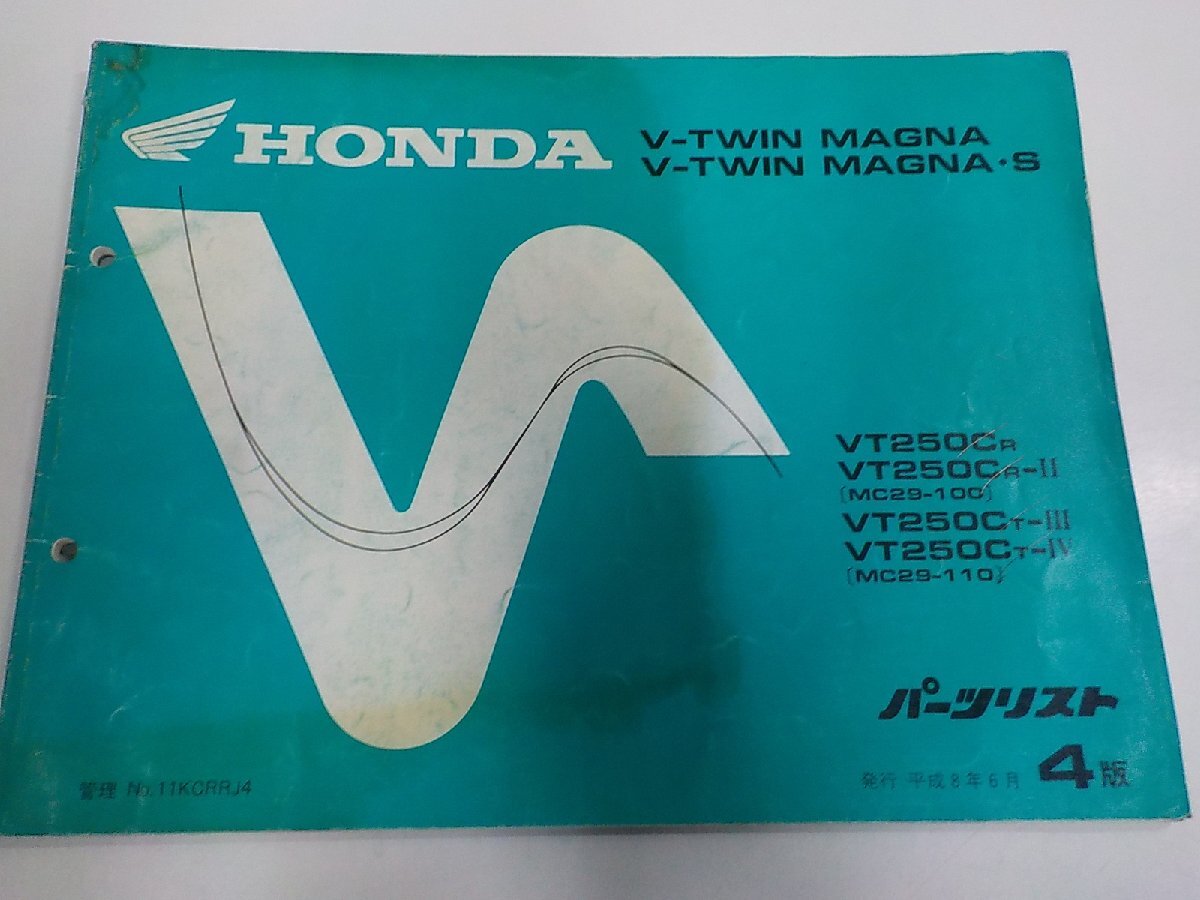 HONDA
V-TWIN MAGNA
V-TWIN MAGNA・S
VT250CR
VT250CR-II
[MC29-100]
VT250CT-III
VT250CT-IV
[MC29-110]
パーツリスト
管理 No.11KCRRJ4
発行 平成8年6月 4版